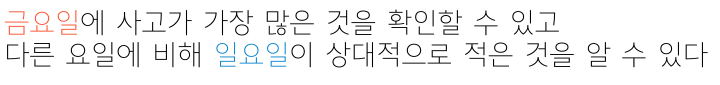 금요일에 사고가 가장 많은 것을 확인할 수 있고
다른 요일에 비해 일요일이 상대적으로 적은 것을 알 수 있다